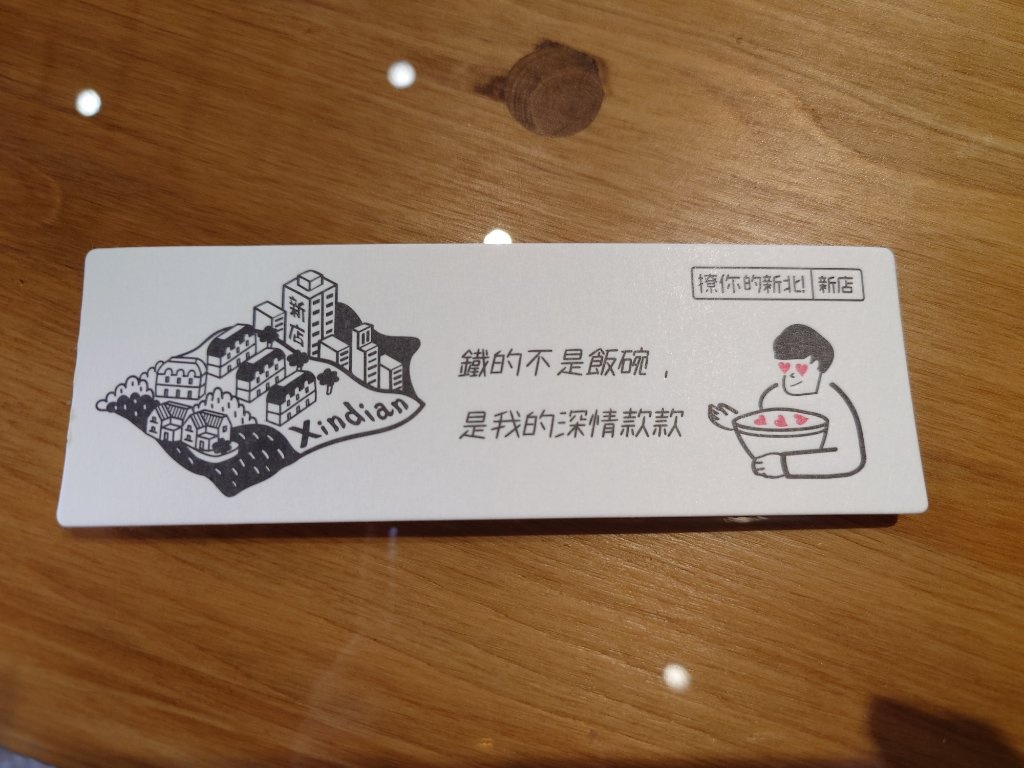 撩你的新北! 新店
新店
鐵的不是飯碗，
是我的深情款款
Xindian